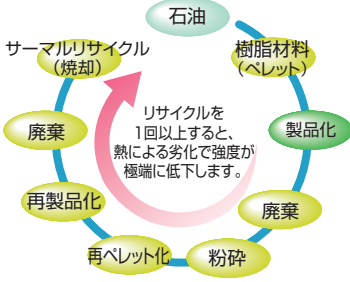 石油
樹脂材料
（ペレット）
製品化
廃棄
粉砕
再ペレット化
再製品化
廃棄
サーマルリサイクル
（焼却）
リサイクルを
1回以上すると、
熱による劣化で強度が
極端に低下します。